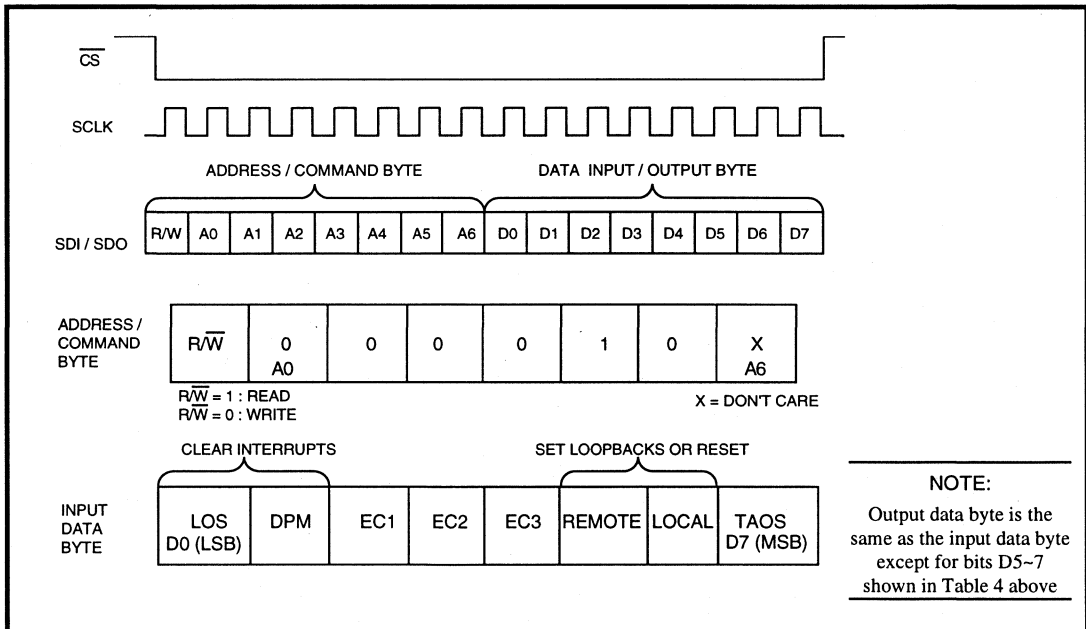 CS
SCLK
ADDRESS / COMMAND BYTE DATA INPUT / OUTPUT BYTE
SDI / SDO R/W A0 A1 A2 A3 A4 A5 A6 D0 D1 D2 D3 D4 D5 D6 D7
ADDRESS /
COMMAND
BYTE
R/W 0 0 0 0 1 0 X
A0 A6
R/W = 1 : READ
R/W = 0 : WRITE
X = DON'T CARE
CLEAR INTERRUPTS SET LOOPBACKS OR RESET
INPUT
DATA
BYTE
LOS DPM EC1 EC2 EC3 REMOTE LOCAL TAOS
D0 (LSB) D7 (MSB)
NOTE:
Output data byte is the
same as the input data byte
except for bits D5~7
shown in Table 4 above